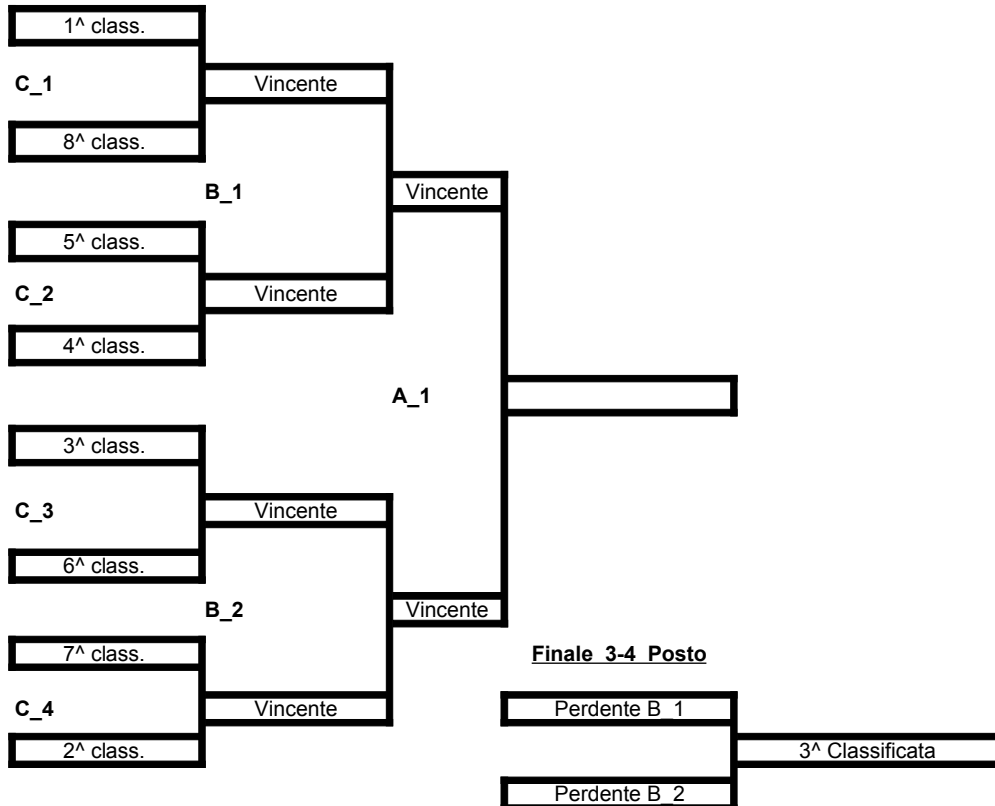 1^ class.
C_1
Vincente
8^ class.
B_1
Vincente
5^ class.
C_2
Vincente
4^ class.
A_1
3^ class.
C_3
Vincente
6^ class.
B_2
Vincente
7^ class.
Finale 3-4 Posto
C_4
Vincente
Perdente B_1
2^ class.
3^ Classificata
Perdente B_2